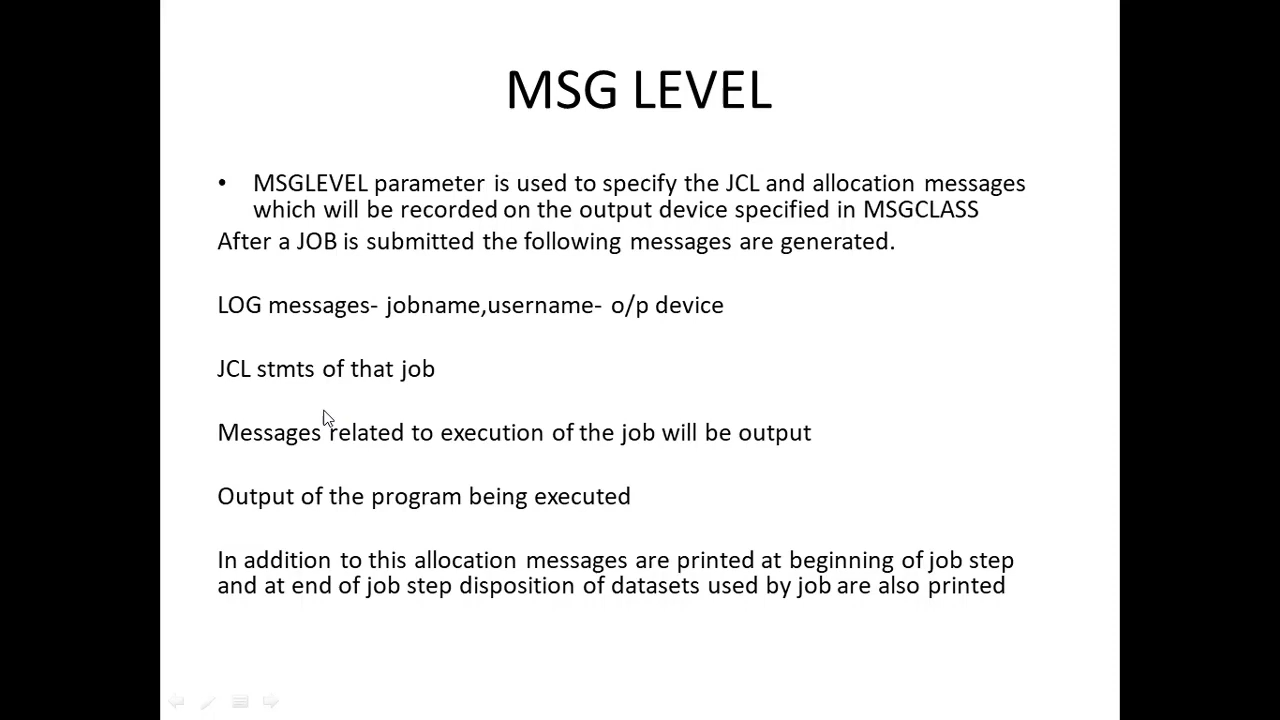 MSG LEVEL
• MSGLEVEL parameter is used to specify the JCL and allocation messages
which will be recorded on the output device specified in MSGCLASS
After a JOB is submitted the following messages are generated.
LOG messages- jobname,username- o/p device
JCL stmts of that job
Messages related to execution of the job will be output
Output of the program being executed
In addition to this allocation messages are printed at beginning of job step
and at end of job step disposition of datasets used by job are also printed